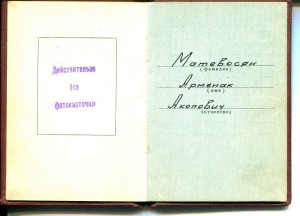 Действительно
без
фотокарточки
Матевосян
(фамилия)
Арменак
(имя)
Акопович
(отчество)